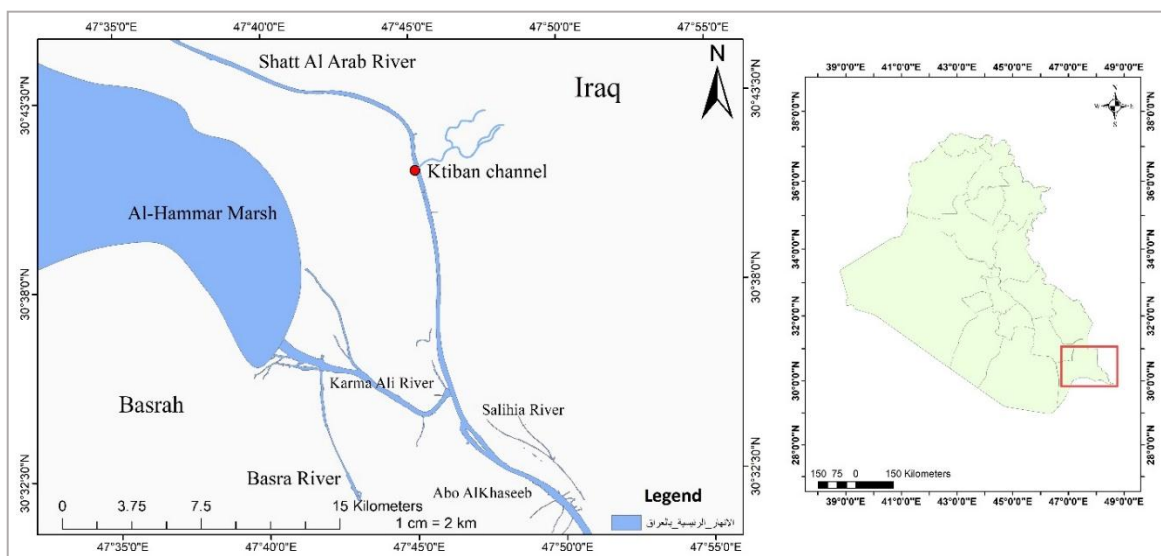 47°35'0"E 47°40'0"E 47°45'0"E 47°50'0"E 47°55'0"E
Shatt Al Arab River
N
Iraq
30°43'30"N
30°43'30"N
Ktiban channel
Al-Hammar Marsh
30°38'0"N
30°38'0"N
Karma Ali River
Basrah
Salihia River
Basra River
Abo AlKhaseeb
30°32'30"N
30°32'30"N
0 3.75 7.5 15 Kilometers
1 cm = 2 km
Legend
الانهار_الرئيسية_بالعراق
47°35'0"E 47°40'0"E 47°45'0"E 47°50'0"E 47°55'0"E
39°0'0"E 41°0'0"E 43°0'0"E 45°0'0"E 47°0'0"E 49°0'0"E
N
W E
S
38°0'0"N
38°0'0"N
36°0'0"N
36°0'0"N
34°0'0"N
34°0'0"N
32°0'0"N
32°0'0"N
30°0'0"N
30°0'0"N
28°0'0"N
28°0'0"N
150 75 0 150 Kilometers
39°0'0"E 41°0'0"E 43°0'0"E 45°0'0"E 47°0'0"E 49°0'0"E